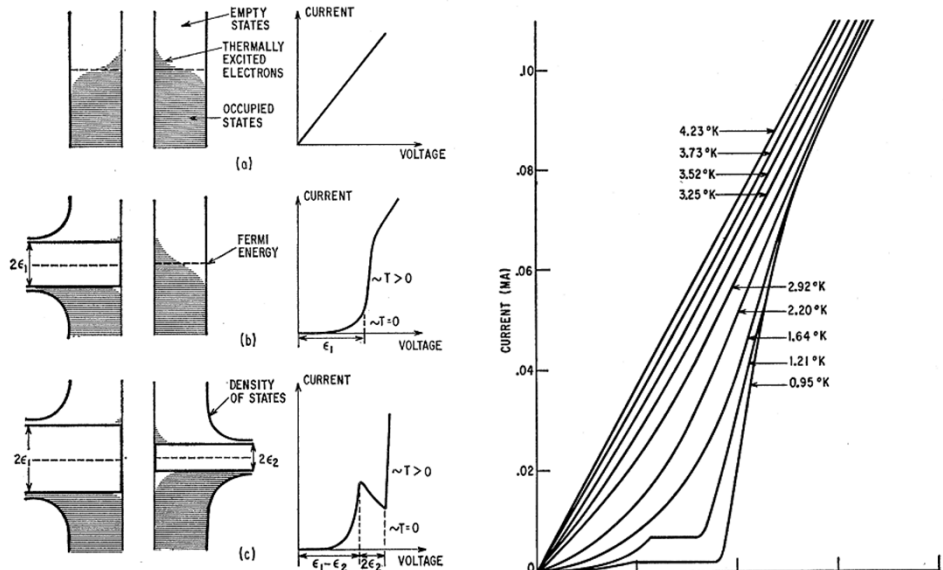 EMPTY
STATES
THERMALLY
EXCITED
ELECTRONS
OCCUPIED
STATES
(a)
CURRENT
VOLTAGE
2ϵ₁
FERMI
ENERGY
(b)
CURRENT
~T>0
~T=0
ϵ₁
VOLTAGE
DENSITY
OF STATES
2ϵ₁
2ϵ₂
(c)
CURRENT
~T>0
~T=0
ϵ₁-ϵ₂
2ϵ₂
VOLTAGE
CURRENT (MA)
.10
.08
.06
.04
.02
0
4.23 °K
3.73 °K
3.52 °K
3.25 °K
2.92 °K
2.20 °K
1.64 °K
1.21 °K
0.95 °K